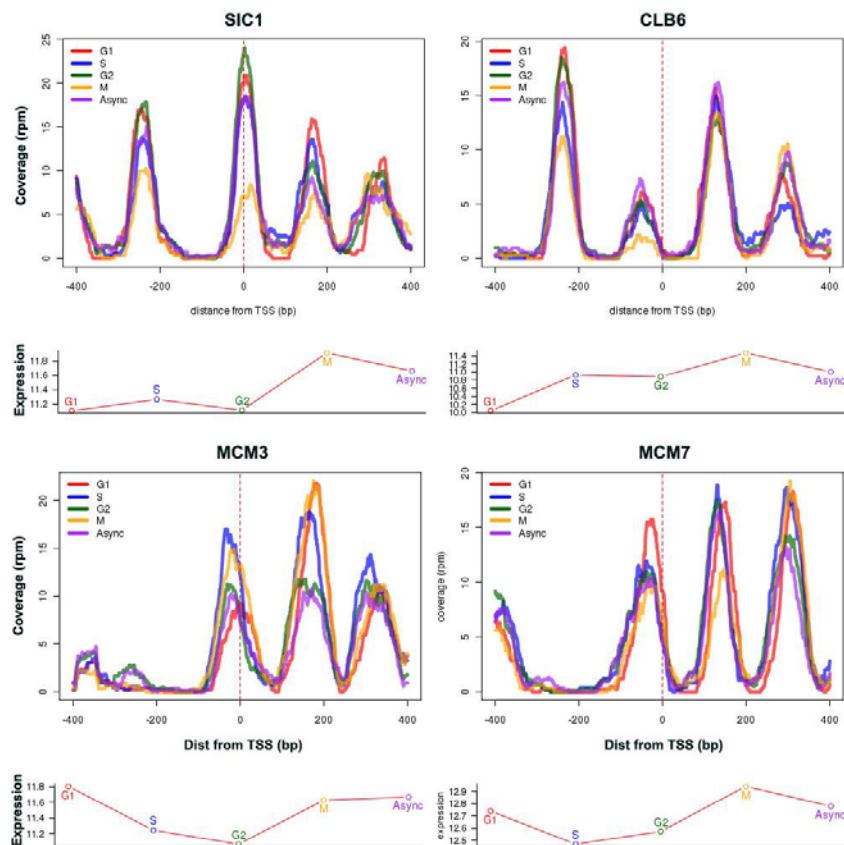 SIC1
Coverage (rpm)
25
20
15
10
5
0
G1
S
G2
M
Async
-400 -200 0 200 400
distance from TSS (bp)
Expression
11.8
11.6
11.4
11.2
G1 S G2 M Async
CLB6
20
15
10
5
0
G1
S
G2
M
Async
-400 -200 0 200 400
distance from TSS (bp)
11.4
11.2
11.0
10.8
10.6
10.4
10.2
10.0
G1 S G2 M Async
MCM3
Coverage (rpm)
20
15
10
5
0
G1
S
G2
M
Async
-400 -200 0 200 400
Dist from TSS (bp)
Expression
11.8
11.6
11.4
11.2
G1 S G2 M Async
MCM7
coverage (rpm)
20
15
10
5
0
G1
S
G2
M
Async
-400 -200 0 200 400
Dist from TSS (bp)
expression
12.9
12.8
12.7
12.6
12.5
G1 S G2 M Async